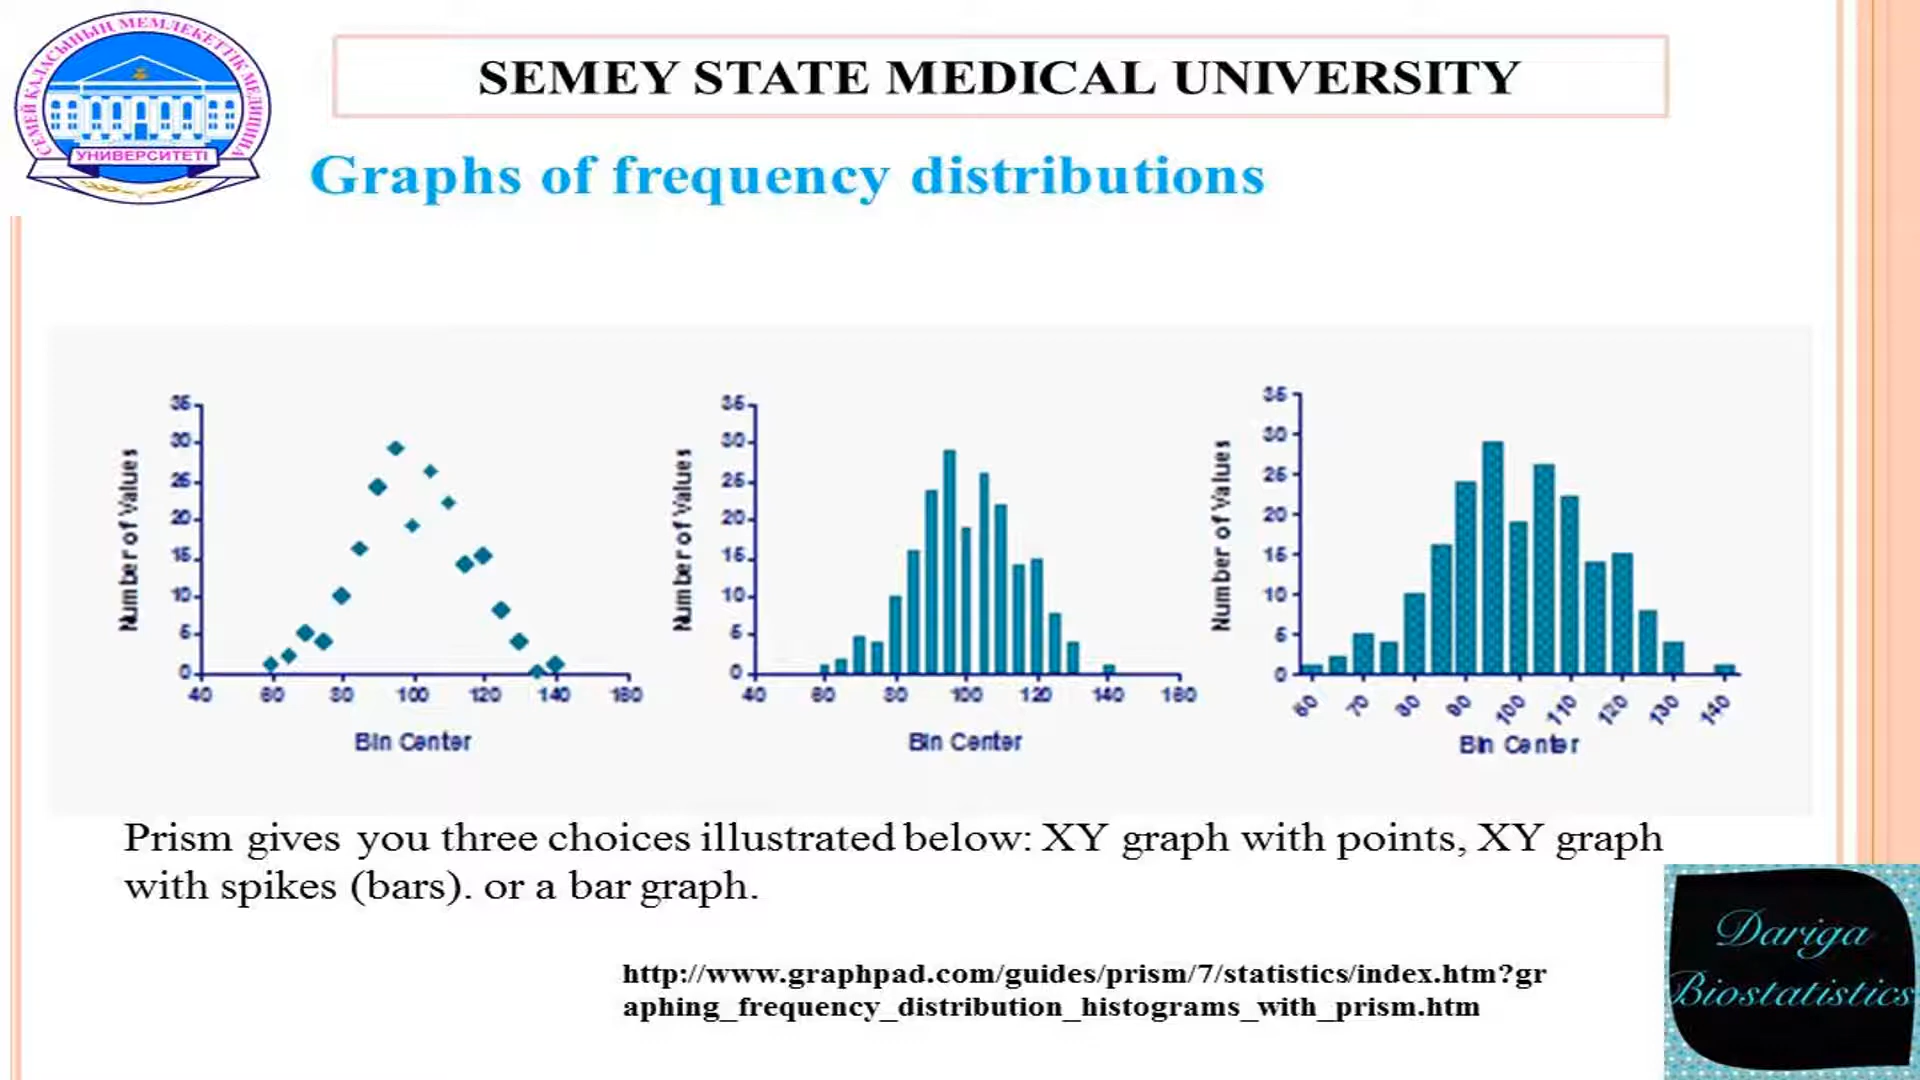 СЕМЕЙ ҚАЛАСЫНЫҢ МЕМЛЕКЕТТІК МЕДИЦИНА
УНИВЕРСИТЕТІ
SEMEY STATE MEDICAL UNIVERSITY
Graphs of frequency distributions
Number of Values
35
30
25
20
15
10
5
0
40 60 80 100 120 140 160
Bin Center
Number of Values
35
30
25
20
15
10
5
0
40 60 80 100 120 140 160
Bin Center
Number of Values
35
30
25
20
15
10
5
0
60 70 80 90 100 110 120 130 140
Bin Center
Prism gives you three choices illustrated below: XY graph with points, XY graph
with spikes (bars). or a bar graph.
http://www.graphpad.com/guides/prism/7/statistics/index.htm?gr
aphing_frequency_distribution_histograms_with_prism.htm
Dariga
Biostatistics